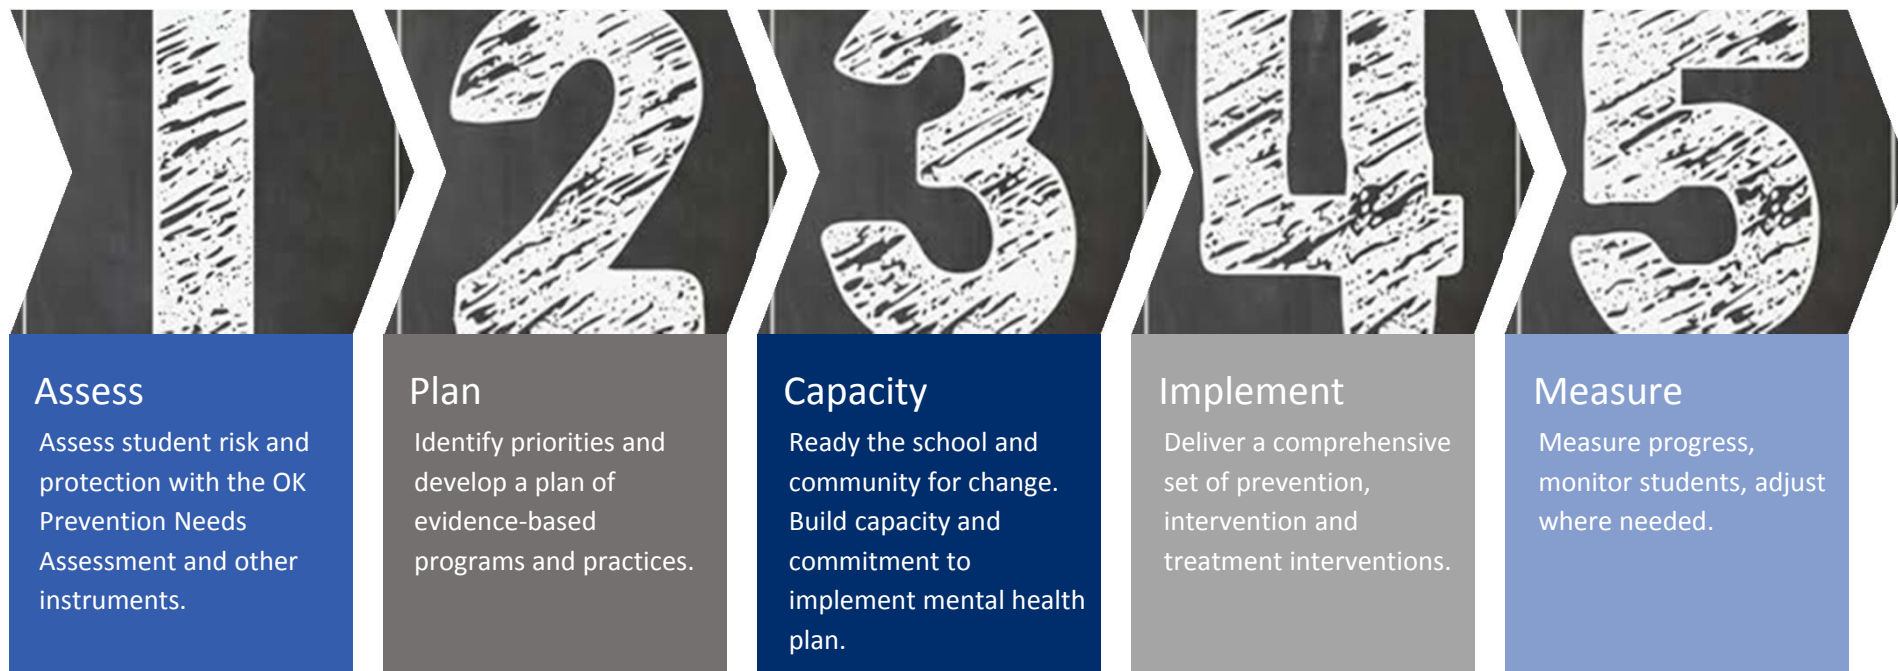 1
2
3
4
5
Assess
Assess student risk and
protection with the OK
Prevention Needs
Assessment and other
instruments.
Plan
Identify priorities and
develop a plan of
evidence-based
programs and practices.
Capacity
Ready the school and
community for change.
Build capacity and
commitment to
implement mental health
plan.
Implement
Deliver a comprehensive
set of prevention,
intervention and
treatment interventions.
Measure
Measure progress,
monitor students, adjust
where needed.